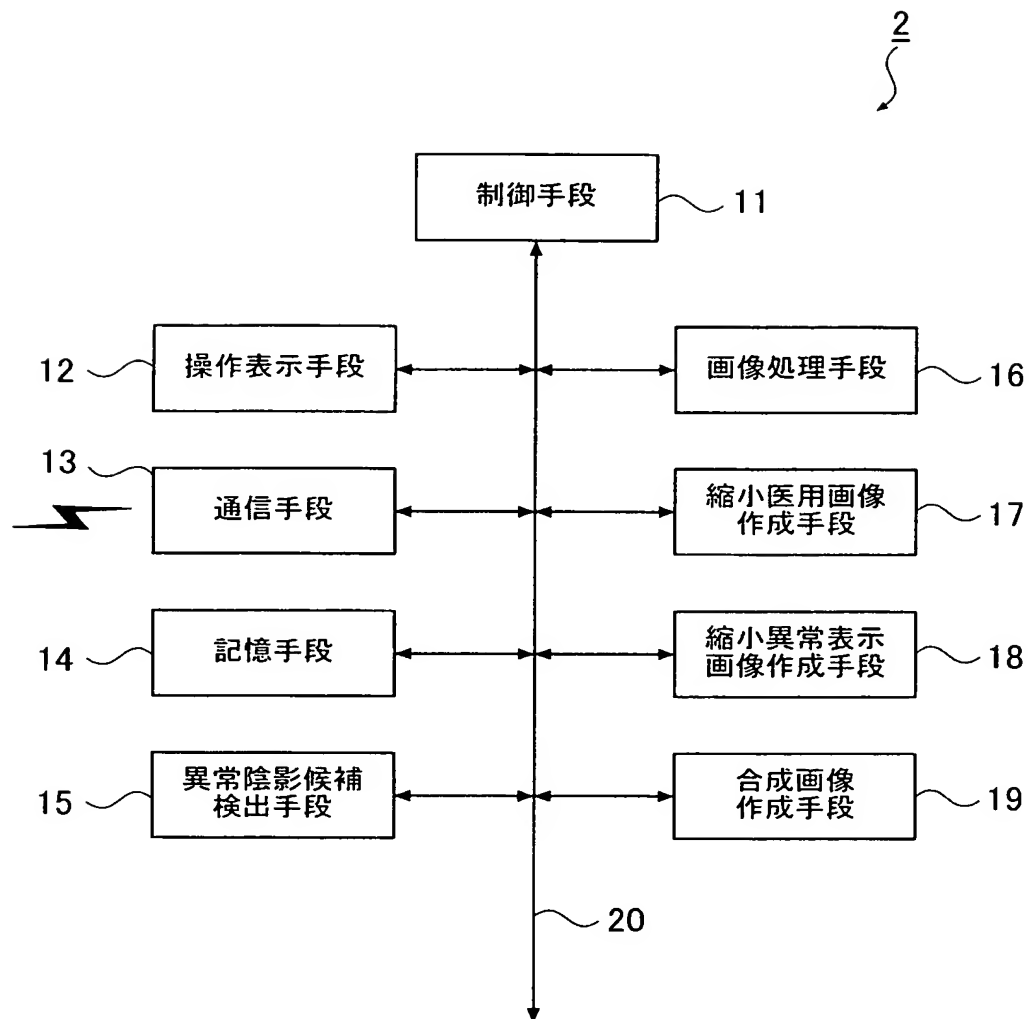 2
制御手段
11
12
操作表示手段
画像処理手段
16
13
通信手段
縮小医用画像
作成手段
17
14
記憶手段
縮小異常表示
画像作成手段
18
15
異常陰影候補
検出手段
合成画像
作成手段
19
20